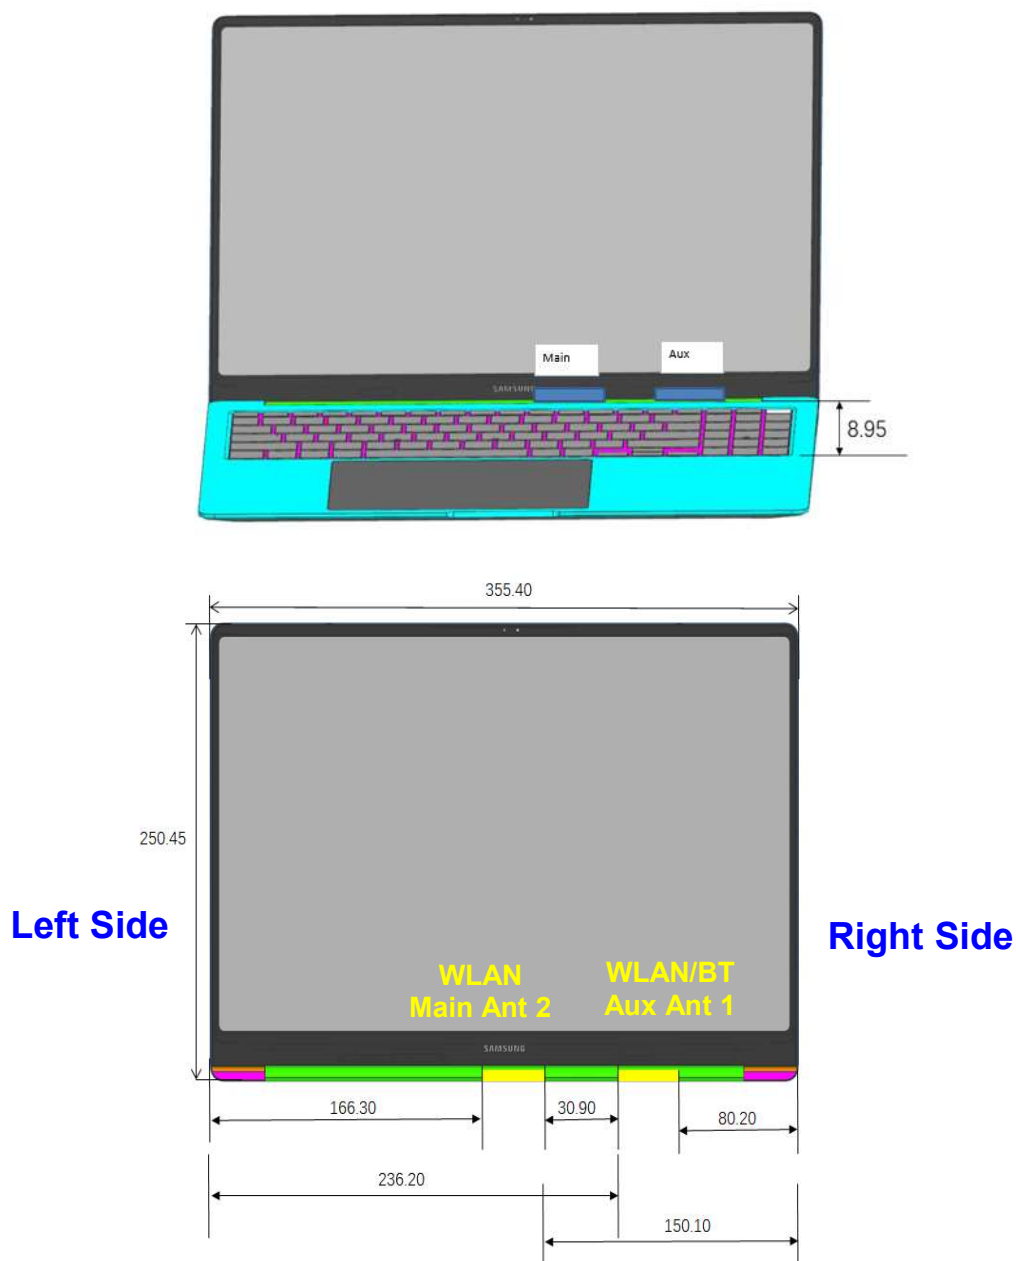 Main
Aux
SAMSUNG
8.95
355.40
250.45
Left Side
Right Side
WLAN
Main Ant 2
WLAN/BT
Aux Ant 1
SAMSUNG
166.30
30.90
80.20
236.20
150.10